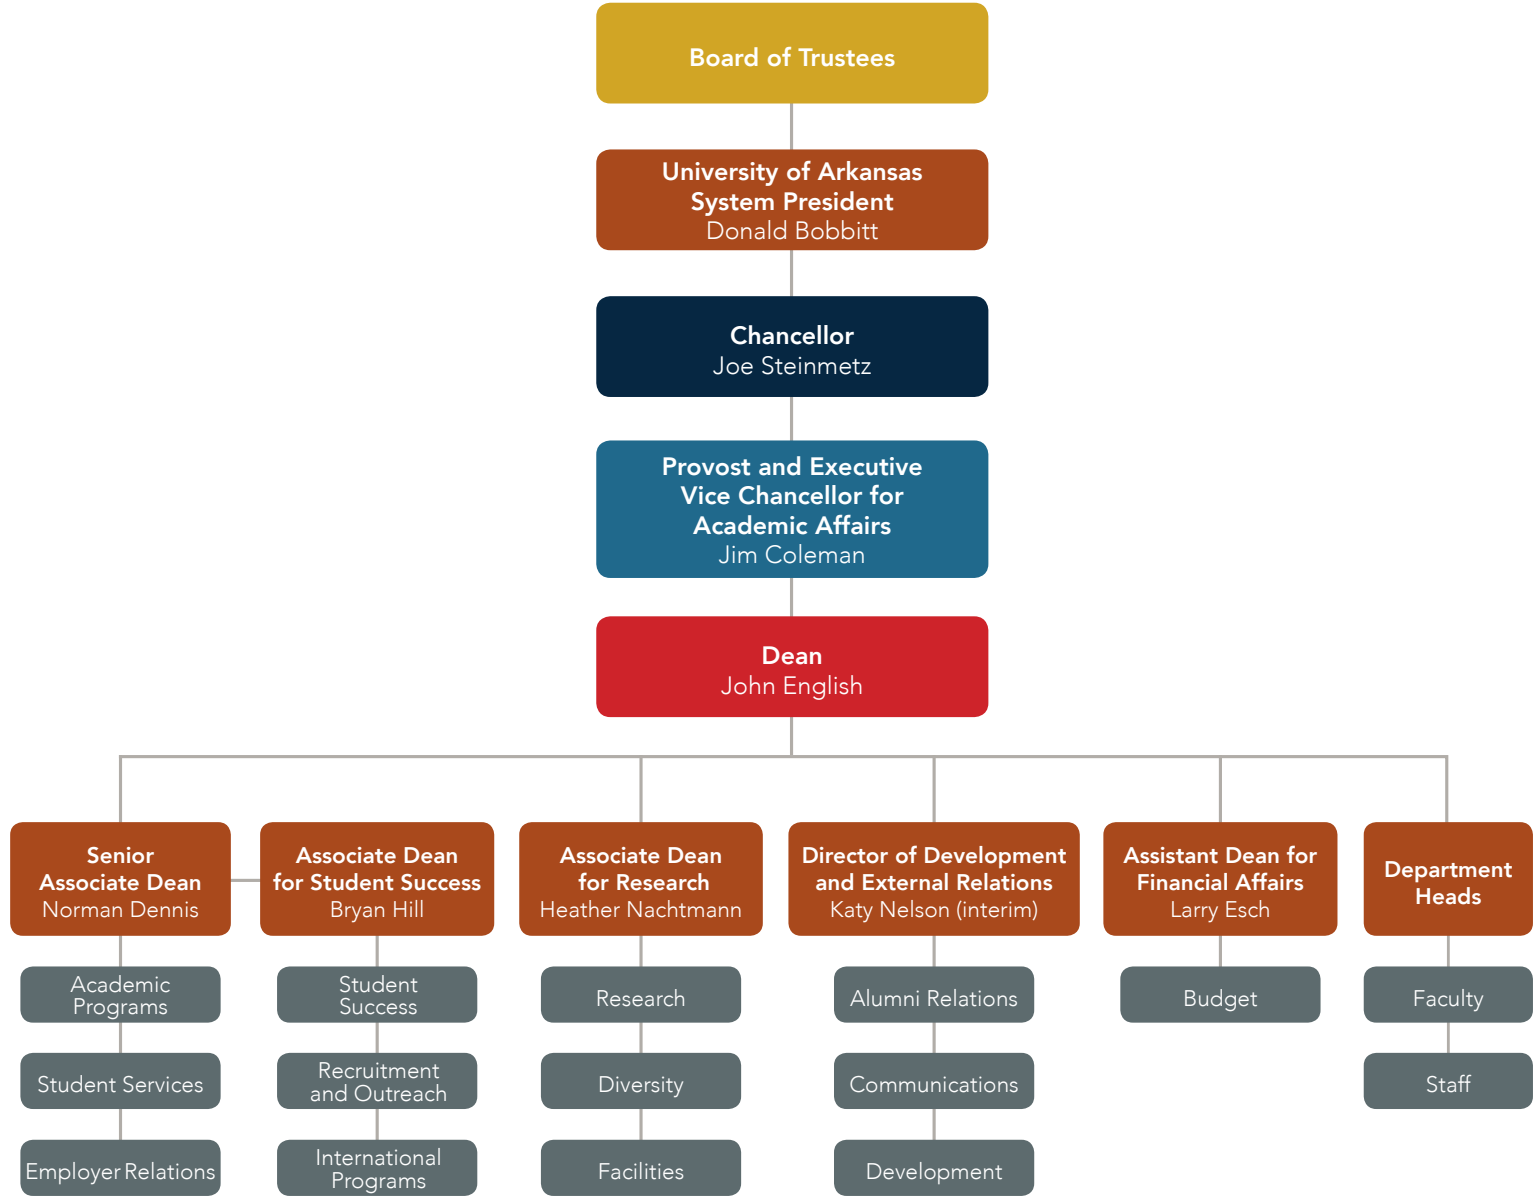 Board of Trustees
University of Arkansas
System President
Donald Bobbitt
Chancellor
Joe Steinmetz
Provost and Executive
Vice Chancellor for
Academic Affairs
Jim Coleman
Dean
John English
Senior
Associate Dean
Norman Dennis
Associate Dean
for Student Success
Bryan Hill
Associate Dean
for Research
Heather Nachtmann
Director of Development
and External Relations
Katy Nelson (interim)
Assistant Dean for
Financial Affairs
Larry Esch
Department
Heads
Academic
Programs
Student
Success
Research
Alumni Relations
Budget
Faculty
Student Services
Recruitment
and Outreach
Diversity
Communications
Staff
Employer Relations
International
Programs
Facilities
Development